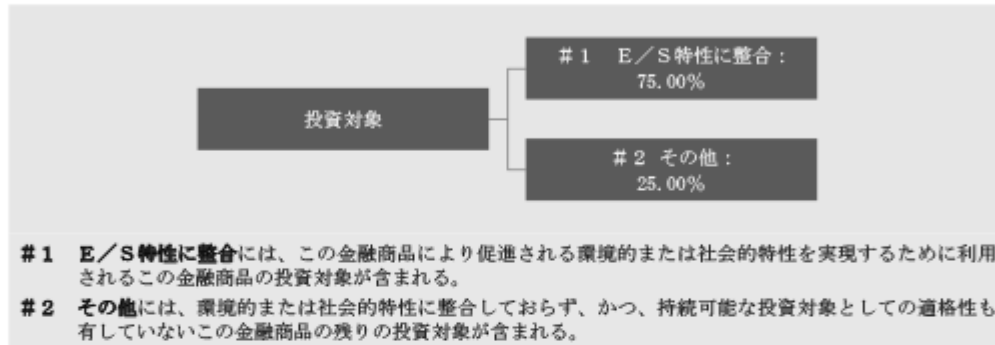 ＃１　Ｅ／Ｓ特性に整合：
75.00%
投資対象
＃２ その他：
25.00%
＃１　Ｅ／Ｓ特性に整合には、この金融商品により促進される環境的または社会的特性を実現するために利用
されるこの金融商品の投資対象が含まれる。
＃２　その他には、環境的または社会的特性に整合しておらず、かつ、持続可能な投資対象としての適格性も
有していないこの金融商品の残りの投資対象が含まれる。